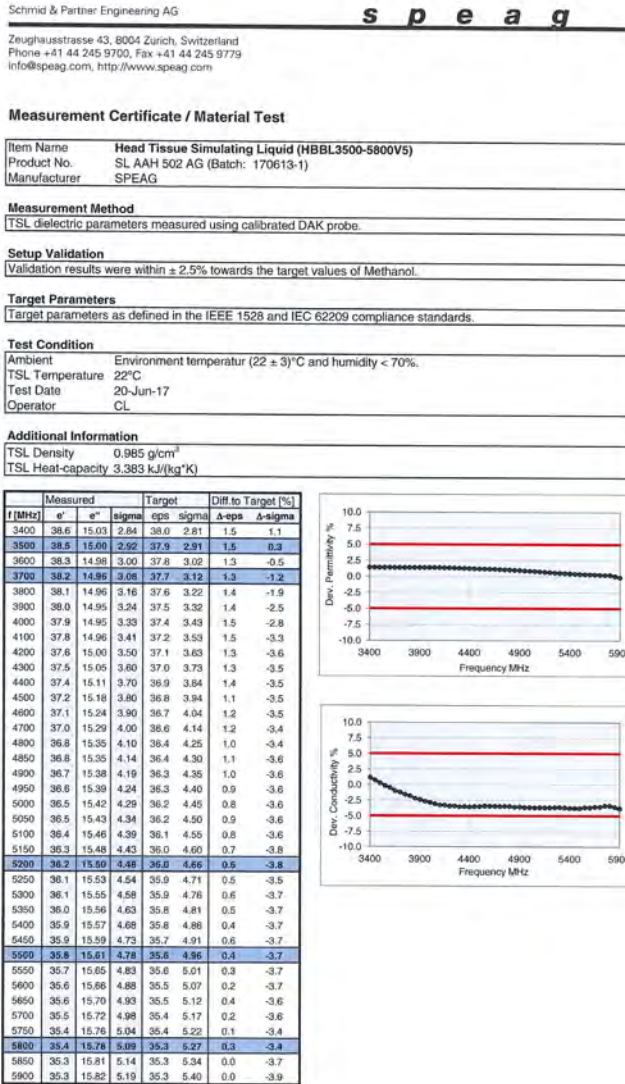 Schmid & Partner Engineering AG
s p e a g
Zeughausstrasse 43, 8004 Zurich, Switzerland
Phone +41 44 245 9700, Fax +41 44 245 9779
info@speag.com, http://www.speag.com
Measurement Certificate / Material Test
Item Name Head Tissue Simulating Liquid (HBBL3500-5800V5)
Product No. SL AAH 502 AG (Batch: 170613-1)
Manufacturer SPEAG
Measurement Method
TSL dielectric parameters measured using calibrated DAK probe.
Setup Validation
Validation results were within ± 2.5% towards the target values of Methanol.
Target Parameters
Target parameters as defined in the IEEE 1528 and IEC 62209 compliance standards.
Test Condition
Ambient Environment temperatur (22 ± 3)°C and humidity < 70%.
TSL Temperature 22°C
Test Date 20-Jun-17
Operator CL
Additional Information
TSL Density 0.985 g/cm³
TSL Heat-capacity 3.383 kJ/(kg*K)
Measured Target Diff.to Target [%]
f [MHz] e' e" sigma eps sigma Δ-eps Δ-sigma
3400 38.6 15.03 2.84 38.0 2.81 1.5 1.1
3500 38.5 15.00 2.92 37.9 2.91 1.5 0.3
3600 38.3 14.98 3.00 37.8 3.02 1.3 -0.5
3700 38.2 14.96 3.08 37.7 3.12 1.3 -1.2
3800 38.1 14.96 3.16 37.6 3.22 1.4 -1.9
3900 38.0 14.95 3.24 37.5 3.32 1.4 -2.5
4000 37.9 14.95 3.33 37.4 3.43 1.5 -2.8
4100 37.8 14.96 3.41 37.2 3.53 1.5 -3.3
4200 37.6 15.00 3.50 37.1 3.63 1.3 -3.6
4300 37.5 15.05 3.60 37.0 3.73 1.3 -3.5
4400 37.4 15.11 3.70 36.9 3.84 1.4 -3.5
4500 37.2 15.18 3.80 36.8 3.94 1.1 -3.5
4600 37.1 15.24 3.90 36.7 4.04 1.2 -3.5
4700 37.0 15.29 4.00 36.6 4.14 1.2 -3.4
4800 36.8 15.35 4.10 36.4 4.25 1.0 -3.4
4850 36.8 15.35 4.14 36.4 4.30 1.1 -3.6
4900 36.7 15.38 4.19 36.3 4.35 1.0 -3.6
4950 36.6 15.39 4.24 36.3 4.40 0.9 -3.6
5000 36.5 15.42 4.29 36.2 4.45 0.8 -3.6
5050 36.5 15.43 4.34 36.2 4.50 0.9 -3.6
5100 36.4 15.46 4.39 36.1 4.55 0.8 -3.6
5150 36.3 15.48 4.43 36.0 4.60 0.7 -3.8
5200 36.2 15.50 4.48 36.0 4.66 0.6 -3.8
5250 36.1 15.53 4.54 35.9 4.71 0.5 -3.5
5300 36.1 15.55 4.58 35.9 4.76 0.6 -3.7
5350 36.0 15.56 4.63 35.8 4.81 0.5 -3.7
5400 35.9 15.57 4.68 35.8 4.86 0.4 -3.7
5450 35.9 15.59 4.73 35.7 4.91 0.6 -3.7
5500 35.8 15.61 4.78 35.6 4.96 0.4 -3.7
5550 35.7 15.65 4.83 35.6 5.01 0.3 -3.7
5600 35.6 15.66 4.88 35.5 5.07 0.2 -3.7
5650 35.6 15.70 4.93 35.5 5.12 0.4 -3.6
5700 35.5 15.72 4.98 35.4 5.17 0.2 -3.6
5750 35.4 15.76 5.04 35.4 5.22 0.1 -3.4
5800 35.4 15.78 5.09 35.3 5.27 0.3 -3.4
5850 35.3 15.81 5.14 35.3 5.34 0.0 -3.7
5900 35.3 15.82 5.19 35.3 5.40 0.0 -3.9
Dev. Permittivity %
10.0
7.5
5.0
2.5
0.0
-2.5
-5.0
-7.5
-10.0
3400 3900 4400 4900 5400 590
Frequency MHz
Dev. Conductivity %
10.0
7.5
5.0
2.5
0.0
-2.5
-5.0
-7.5
-10.0
3400 3900 4400 4900 5400 590
Frequency MHz